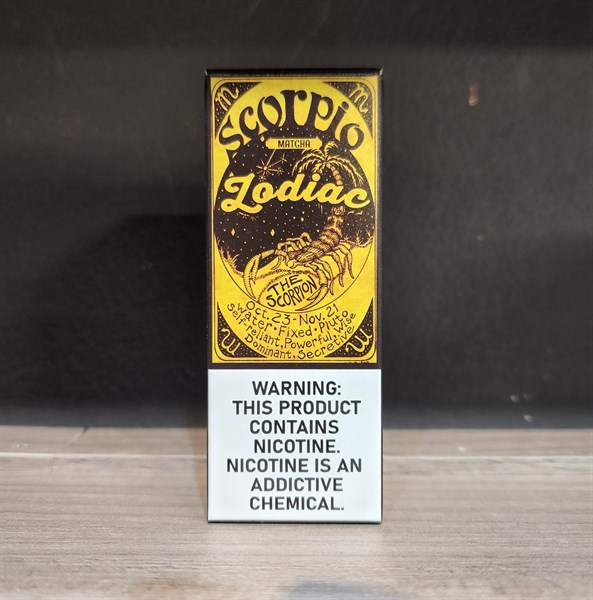 Scorpio
MATCHA
Zodiac
THE
SCORPION
Oct. 23 - Nov. 21
Water · Fixed · Pluto
Self-reliant, Powerful, Wise
Dominant, Secretive
WARNING:
THIS PRODUCT
CONTAINS
NICOTINE.
NICOTINE IS AN
ADDICTIVE
CHEMICAL.